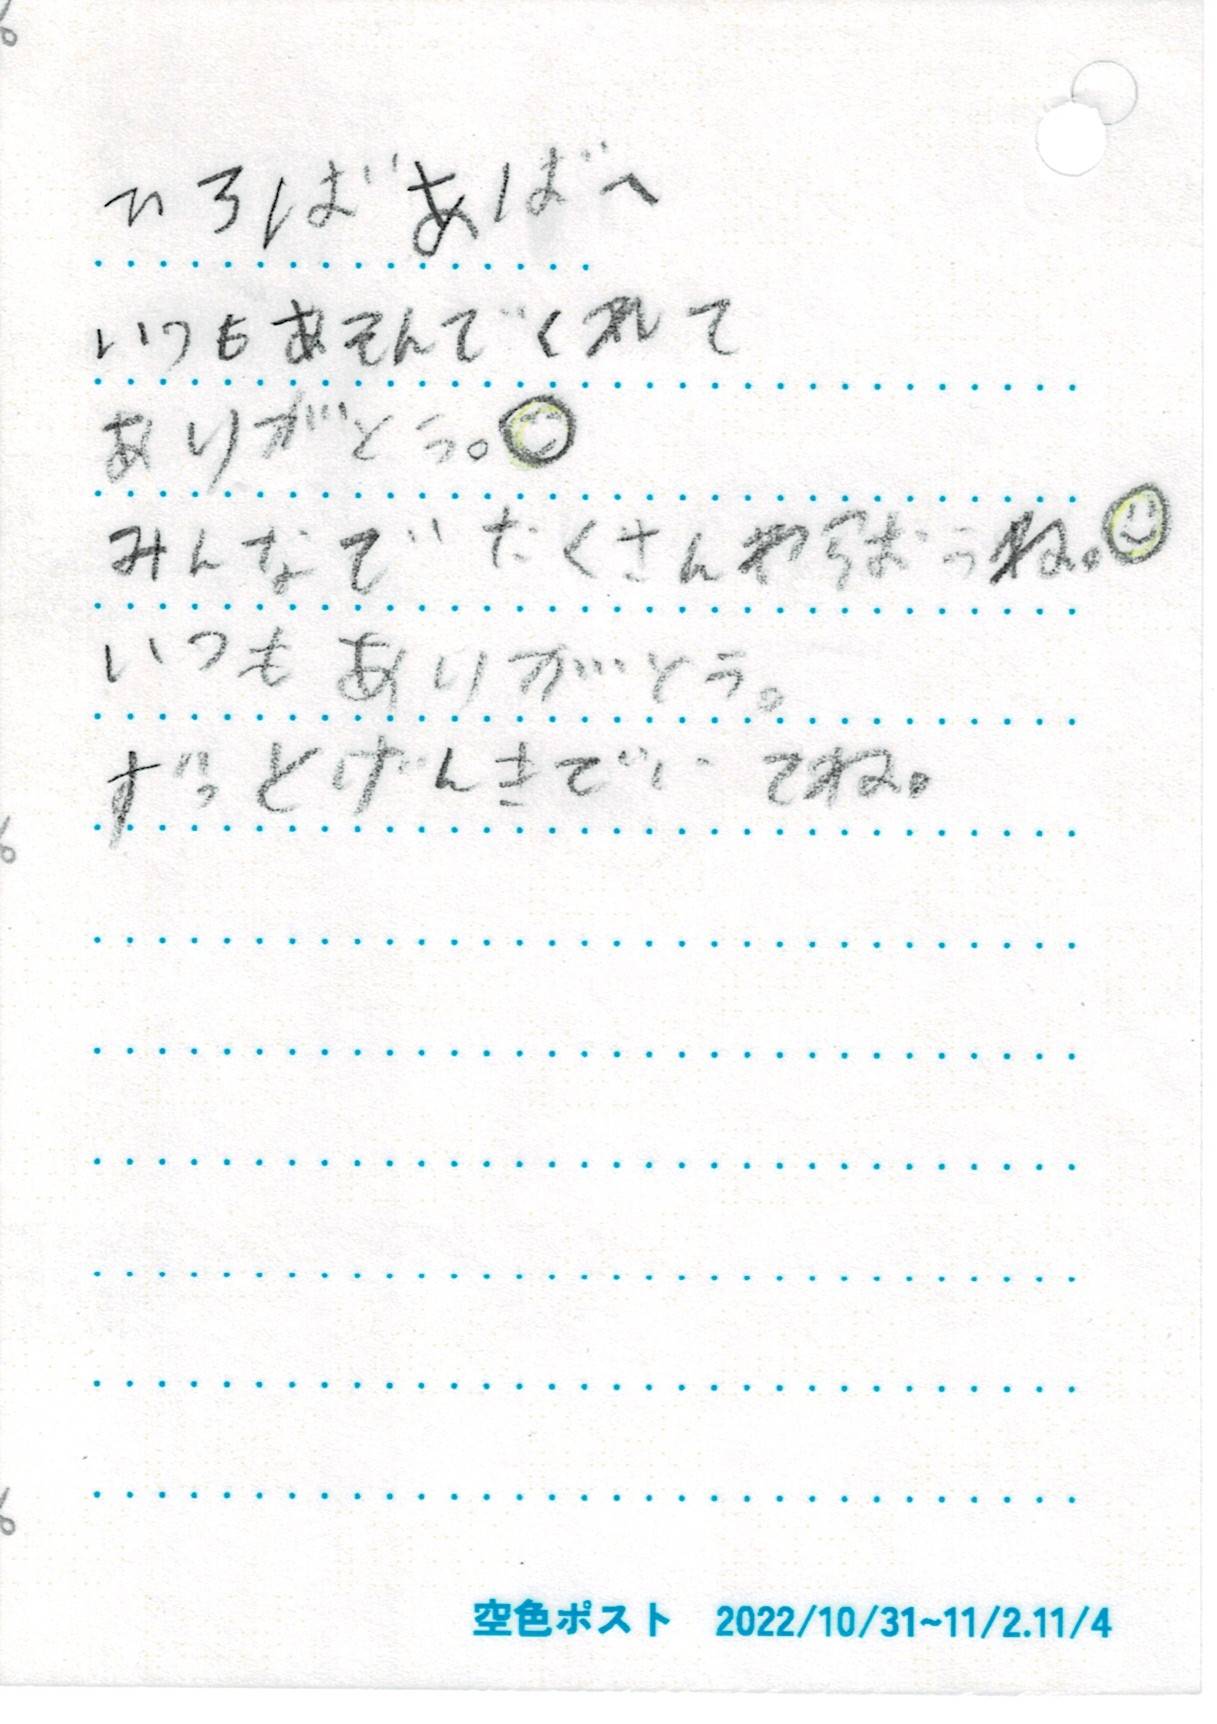 ひろばあばへ
いつもあそんでくれて
ありがとう。
みんなでたくさんわらおうね。
いつもありがとう。
ずっとげんきでいてね。
空色ポスト 2022/10/31~11/2.11/4